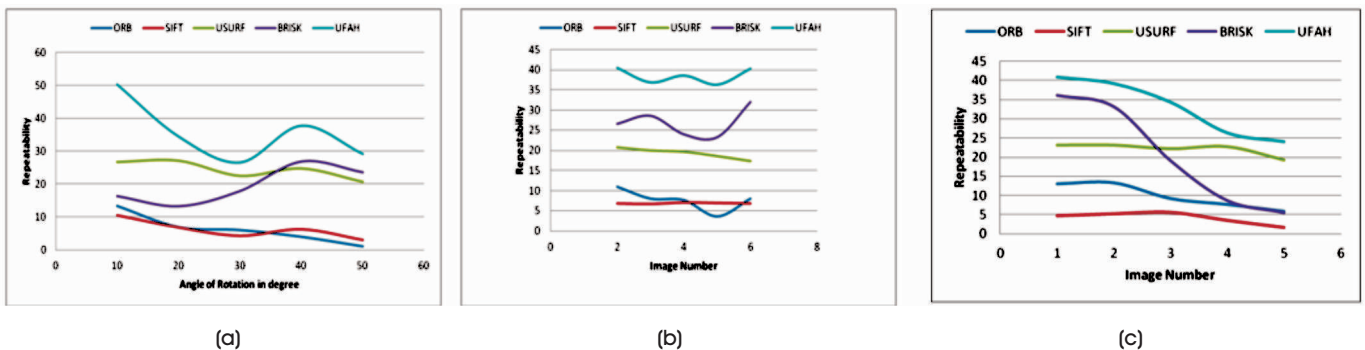 ORB SIFT USURF BRISK UFAH
60
50
40
30
20
10
0
Repeatability
0 10 20 30 40 50 60
Angle of Rotation in degree
(a)
ORB SIFT USURF BRISK UFAH
45
40
35
30
25
20
15
10
5
0
Repeatability
0 2 4 6 8
Image Number
(b)
ORB SIFT USURF BRISK UFAH
45
40
35
30
25
20
15
10
5
0
Repeatability
0 1 2 3 4 5 6
Image Number
(c)